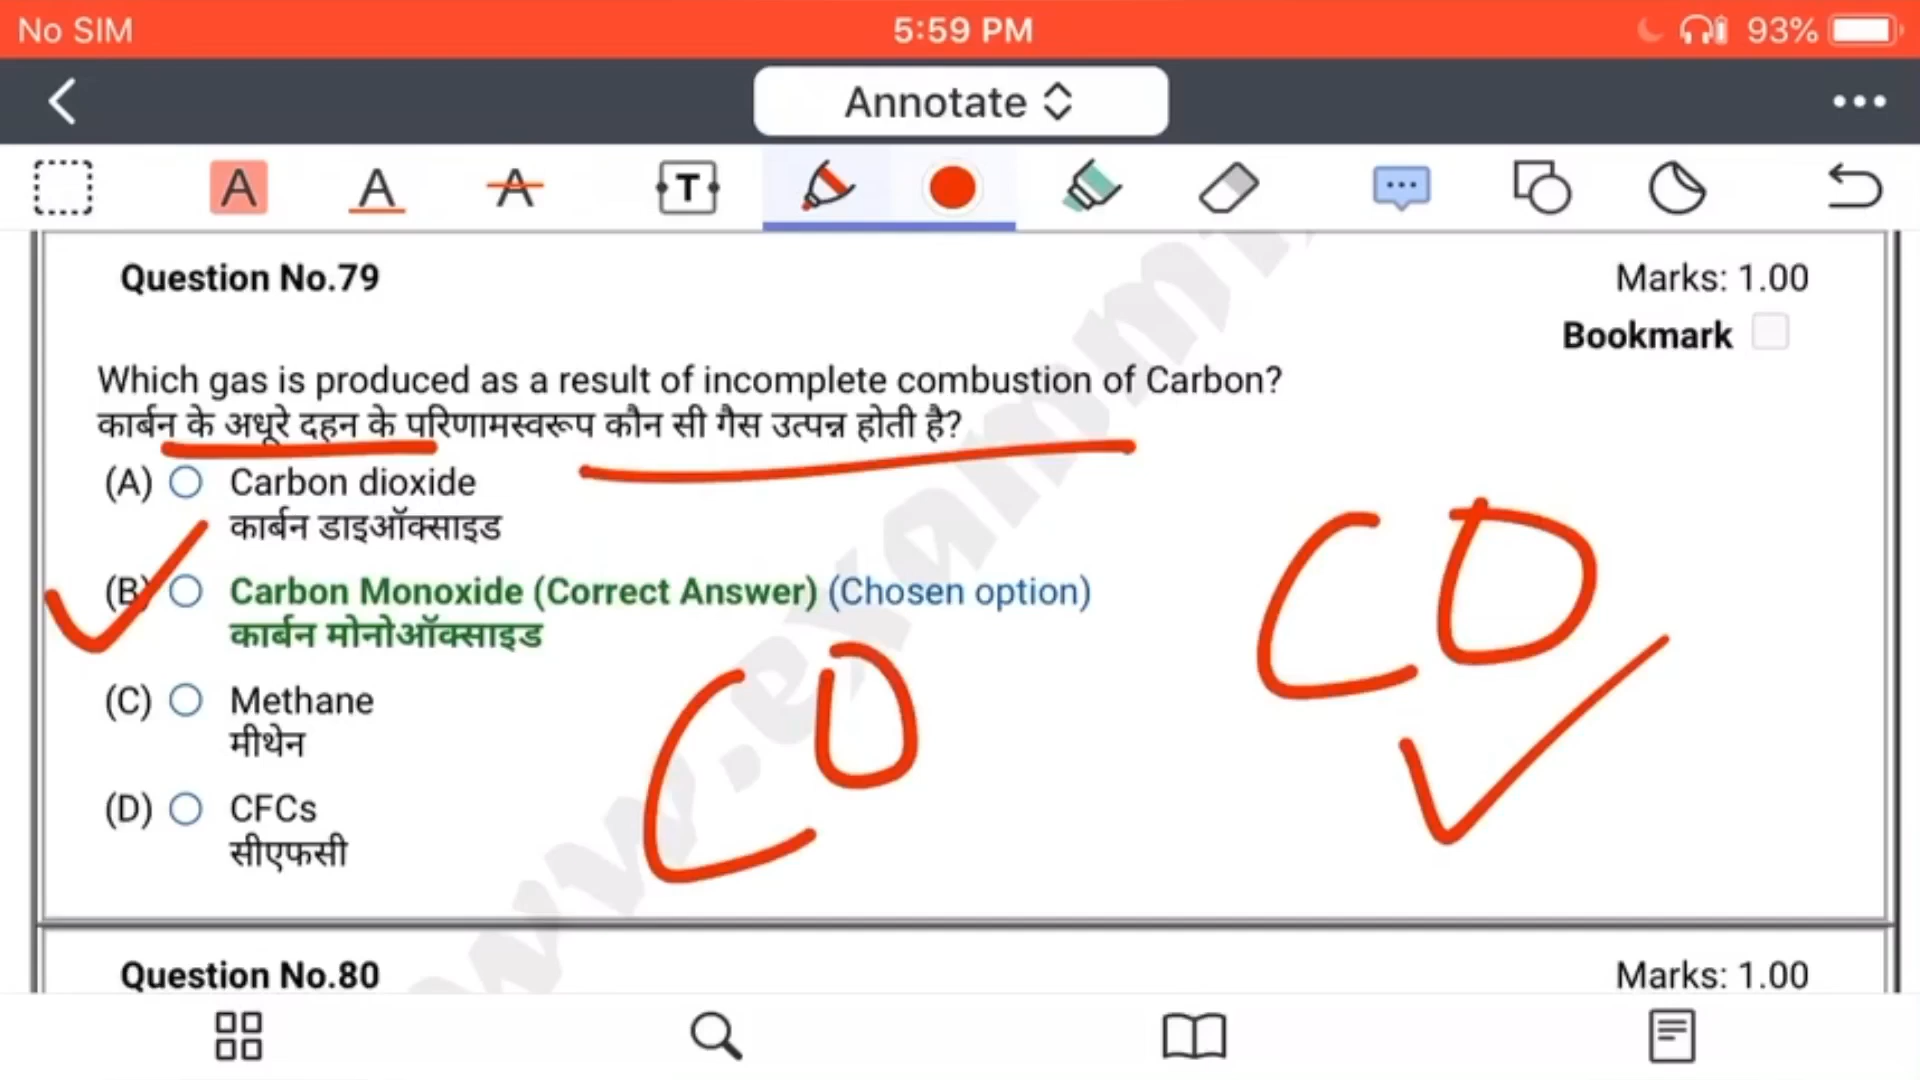 No SIM 5:59 PM 93%
Annotate
A A A T
Question No.79 Marks: 1.00
Bookmark
Which gas is produced as a result of incomplete combustion of Carbon?
कार्बन के अधूरे दहन के परिणामस्वरूप कौन सी गैस उत्पन्न होती है?
(A) Carbon dioxide
कार्बन डाइऑक्साइड
(B) Carbon Monoxide (Correct Answer) (Chosen option)
कार्बन मोनोऑक्साइड
CO
(C) Methane
मीथेन
CO
(D) CFCs
सीएफसी
Question No.80 Marks: 1.00